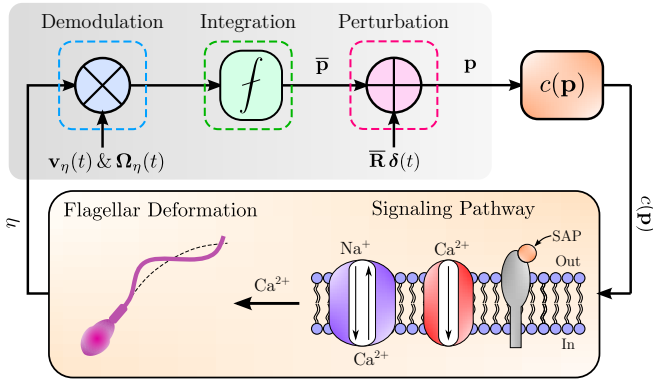 Demodulation
Integration
Perturbation
∫
p̅
p
c(p)
v_η(t) & Ω_η(t)
R̅ δ(t)
η
c(p)
Flagellar Deformation
Signaling Pathway
SAP
Na⁺
Ca²⁺
Out
Ca²⁺
In
Ca²⁺